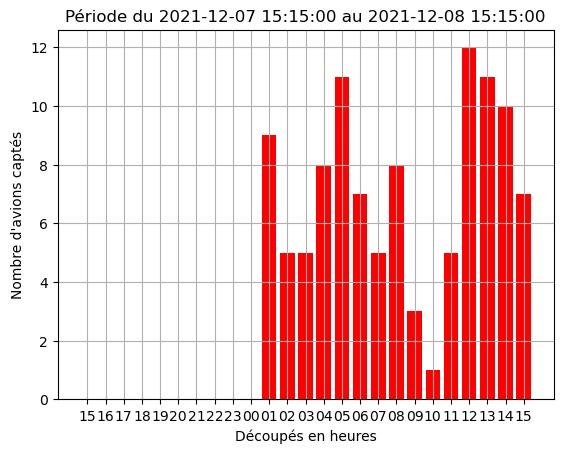 Période du 2021-12-07 15:15:00 au 2021-12-08 15:15:00
12
10
8
6
4
2
0
Nombre d'avions captés
15 16 17 18 19 20 21 22 23 00 01 02 03 04 05 06 07 08 09 10 11 12 13 14 15
Découpés en heures